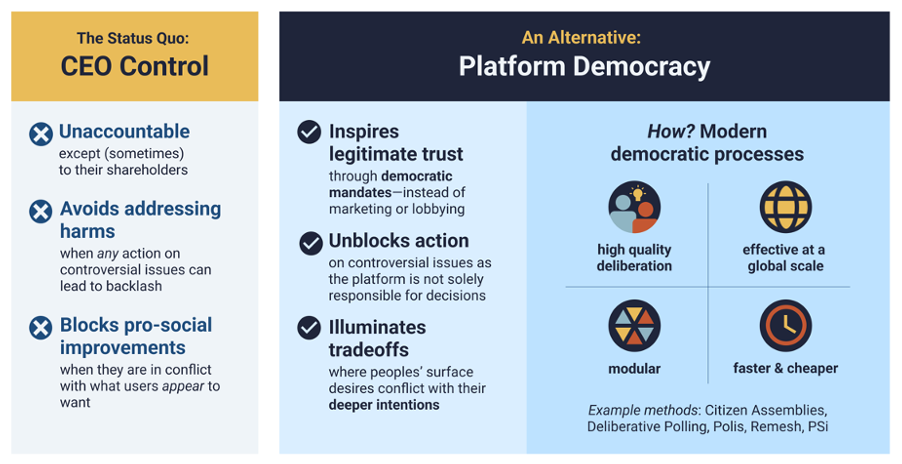 The Status Quo:
CEO Control
Unaccountable
except (sometimes)
to their shareholders
Avoids addressing
harms
when any action on
controversial issues can
lead to backlash
Blocks pro-social
improvements
when they are in conflict
with what users appear to
want
An Alternative:
Platform Democracy
Inspires
legitimate trust
through democratic
mandates—instead of
marketing or lobbying
Unblocks action
on controversial issues as
the platform is not solely
responsible for decisions
Illuminates
tradeoffs
where peoples’ surface
desires conflict with their
deeper intentions
How? Modern
democratic processes
high quality
deliberation
effective at a
global scale
modular
faster & cheaper
Example methods: Citizen Assemblies,
Deliberative Polling, Polis, Remesh, PSi